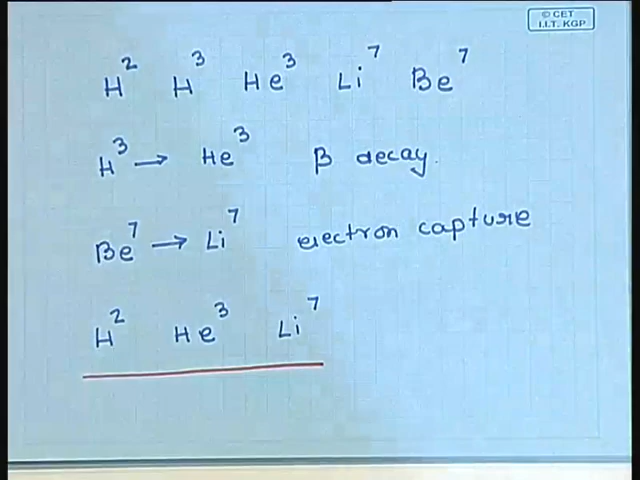 © CET
I.I.T. KGP
H² H³ He³ Li⁷ Be⁷
H³ → He³ β decay.
Be⁷ → Li⁷ electron capture
H² He³ Li⁷